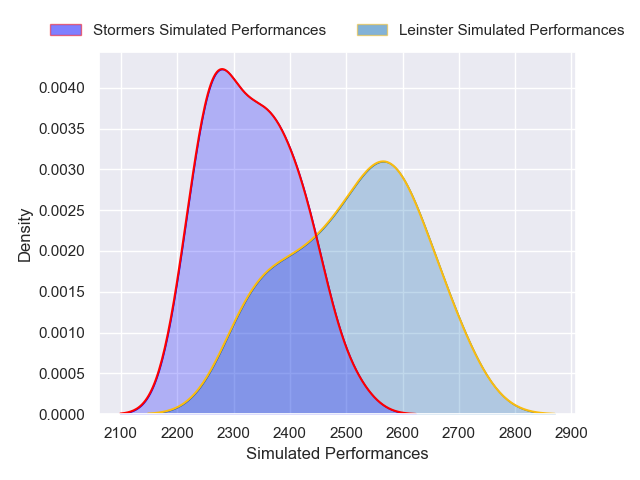 Stormers Simulated Performances
Leinster Simulated Performances
0.0040
0.0035
0.0030
0.0025
0.0020
0.0015
0.0010
0.0005
0.0000
Density
2100 2200 2300 2400 2500 2600 2700 2800 2900
Simulated Performances